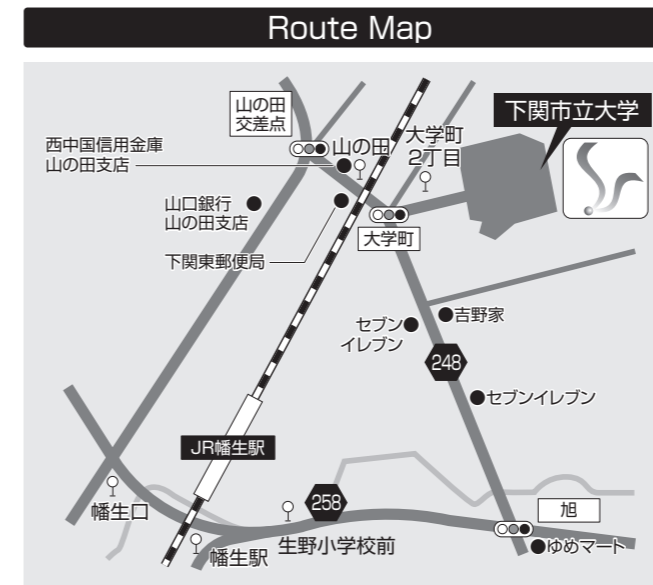 Route Map
山の田
交差点
下関市立大学
西中国信用金庫
山の田支店
山の田
大学町
2丁目
山口銀行
山の田支店
大学町
下関東郵便局
吉野家
セブン
イレブン
248
セブンイレブン
JR幡生駅
258
旭
幡生口
生野小学校前
幡生駅
ゆめマート